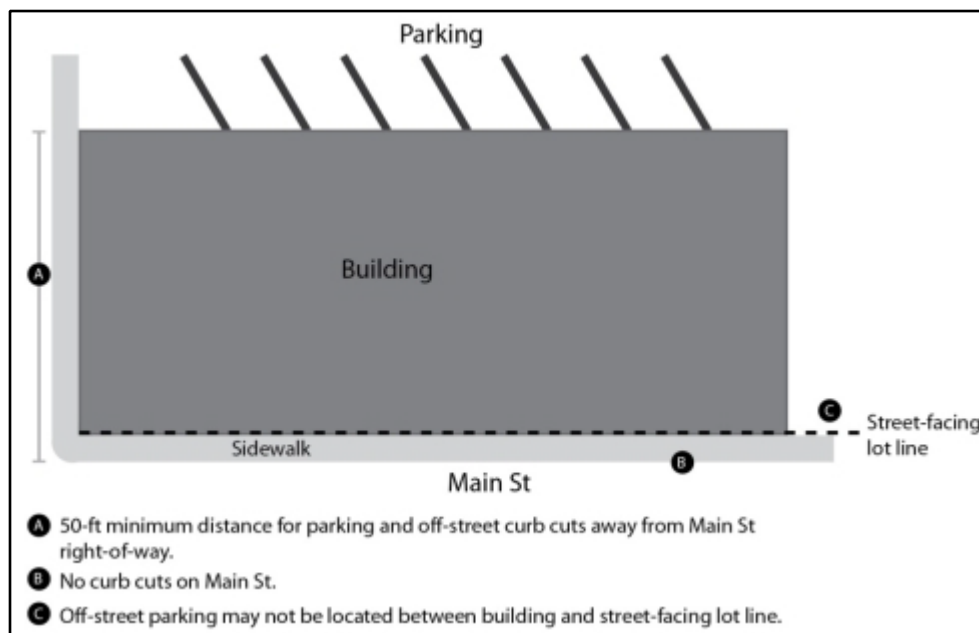 Parking
Building
A
C
Street-facing
lot line
Sidewalk
B
Main St
A 50-ft minimum distance for parking and off-street curb cuts away from Main St
right-of-way.
B No curb cuts on Main St.
C Off-street parking may not be located between building and street-facing lot line.